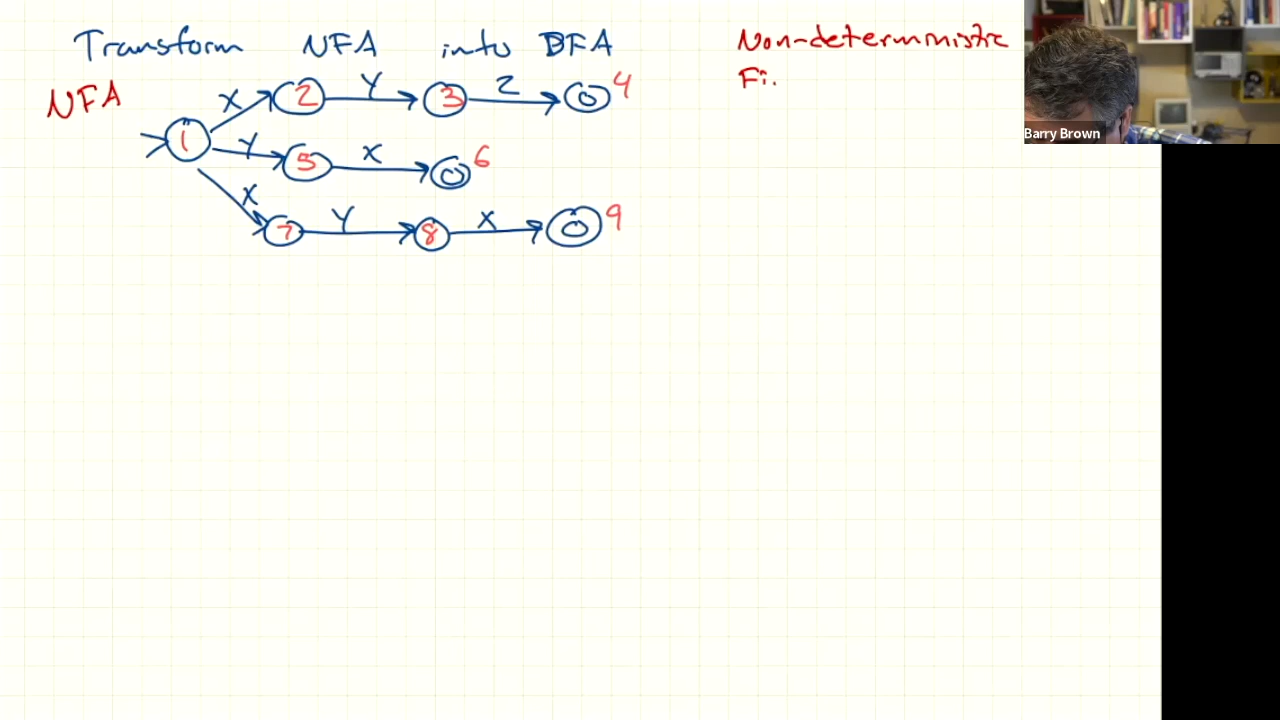 Transform NFA into DFA
Non-deterministic
Fi.
NFA
X 2 Y 3 Z 4
1
Y 5 X 6
X 7 Y 8 X 9
Barry Brown